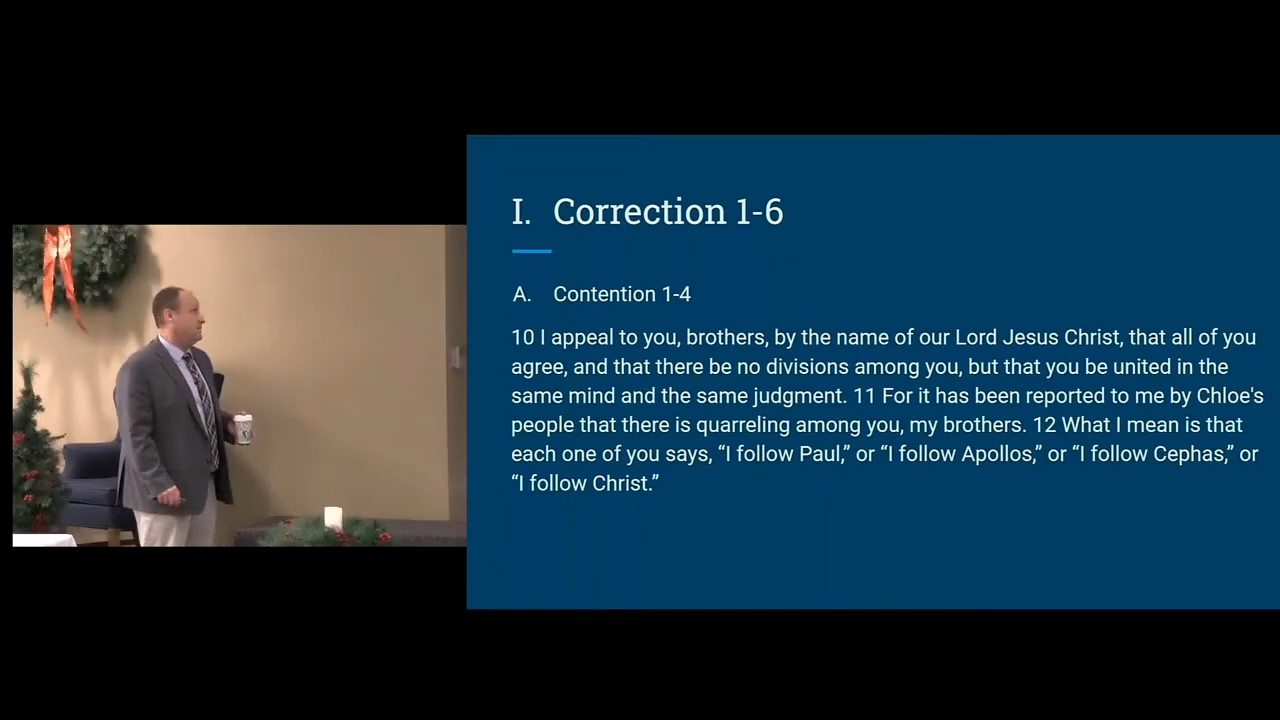 I. Correction 1-6
A. Contention 1-4
10 I appeal to you, brothers, by the name of our Lord Jesus Christ, that all of you
agree, and that there be no divisions among you, but that you be united in the
same mind and the same judgment. 11 For it has been reported to me by Chloe's
people that there is quarreling among you, my brothers. 12 What I mean is that
each one of you says, “I follow Paul,” or “I follow Apollos,” or “I follow Cephas,” or
“I follow Christ.”